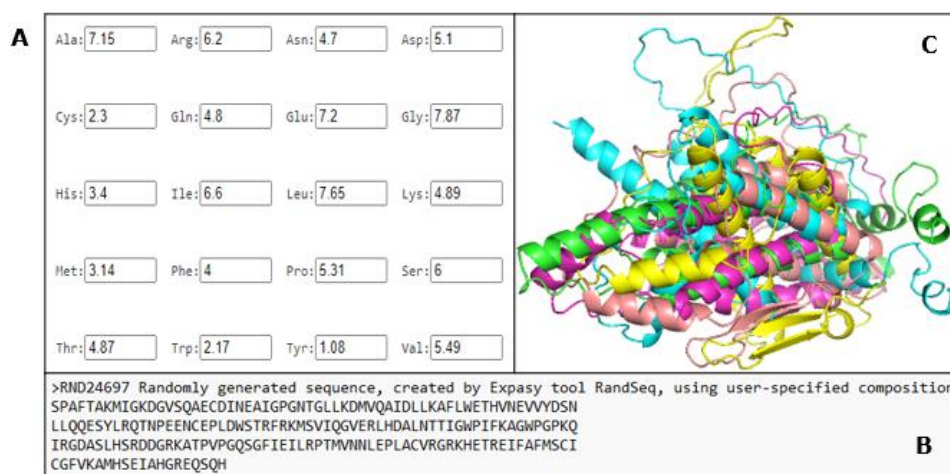 A
Ala: 7.15 Arg: 6.2 Asn: 4.7 Asp: 5.1
Cys: 2.3 Gln: 4.8 Glu: 7.2 Gly: 7.87
His: 3.4 Ile: 6.6 Leu: 7.65 Lys: 4.89
Met: 3.14 Phe: 4 Pro: 5.31 Ser: 6
Thr: 4.87 Trp: 2.17 Tyr: 1.08 Val: 5.49
C
>RND24697 Randomly generated sequence, created by Expasy tool RandSeq, using user-specified composition
SPAFTAKMIGKDGVSQAECDINEAIGPGNTGLLKDMVQAIDLLKAFLWETHVNEVVYDSN
LLQQESYLRQTNPEENCEPLDWSTRFRKMSVIQGVERLHDALNTTIGWPIFKAGWPGPKQ
IRGDASLHSRDDGRKATPVPGQSGFIEILRPTMVNNLEPLACVRGRKHETREIFAFMSCI
CGFVKAMHSEIAHGREQSQH
B